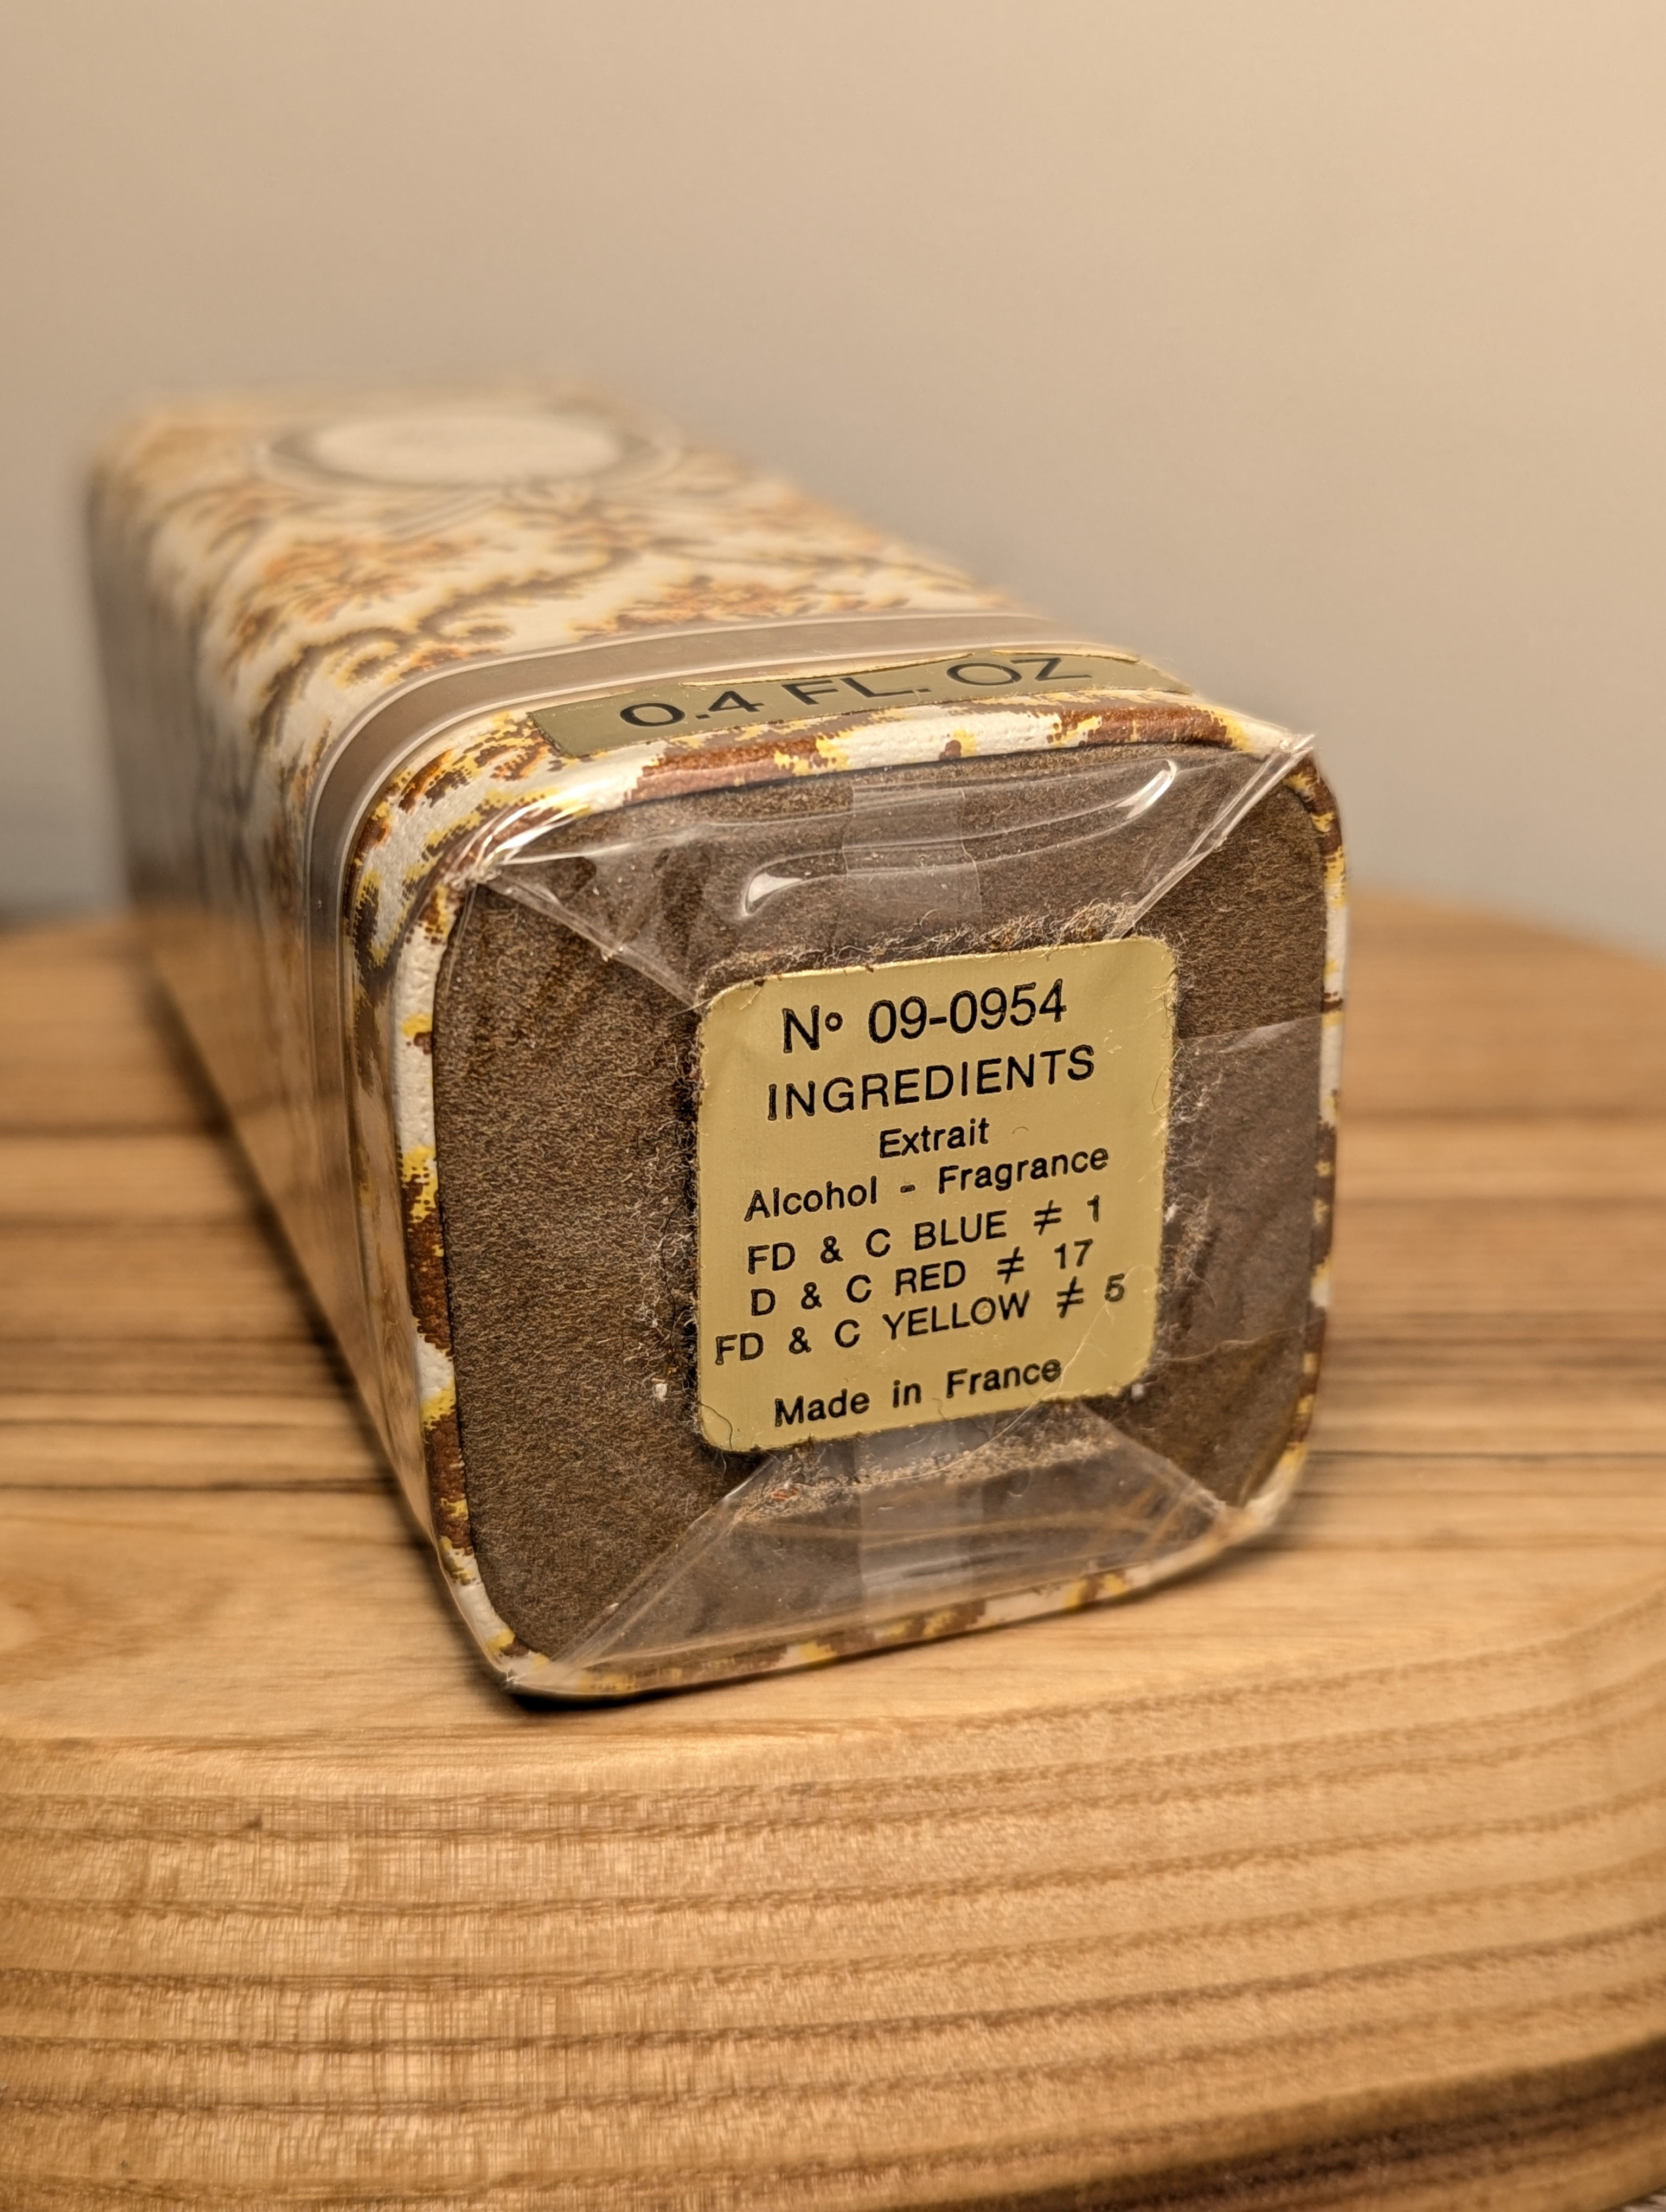 0.4 FL. OZ
Nº 09-0954
INGREDIENTS
Extrait
Alcohol - Fragrance
FD & C BLUE ≠ 1
D & C RED ≠ 17
FD & C YELLOW ≠ 5
Made in France